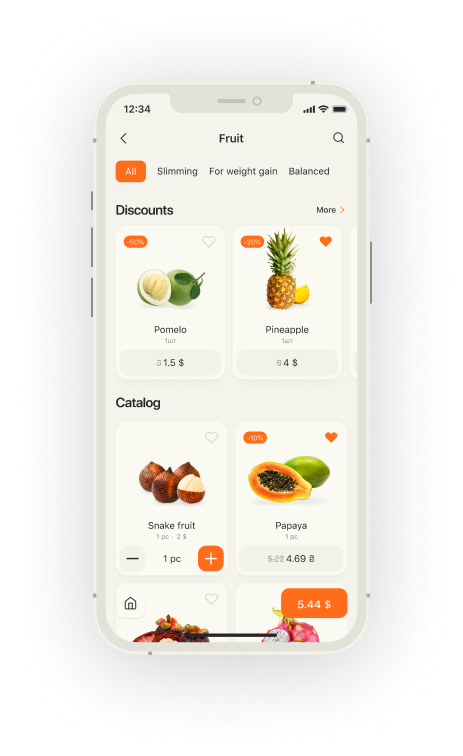 12:34
Fruit
All Slimming For weight gain Balanced
Discounts More
-50% -20%
Pomelo Pineapple
1шт 1шт
3 1.5 $ 6 4 $
Catalog
-10%
Snake fruit Papaya
1 pc · 2 $ 1 pc
1 pc 5.22 4.69 ₴
5.44 $